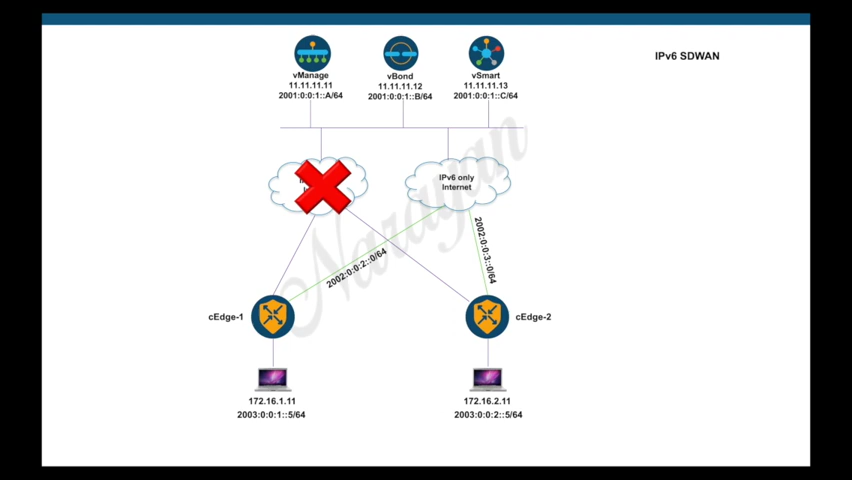 IPv6 SDWAN
vManage
11.11.11.11
2001:0:0:1::A/64
vBond
11.11.11.12
2001:0:0:1::B/64
vSmart
11.11.11.13
2001:0:0:1::C/64
IPv6 only
Internet
2002:0:0:2::0/64
2002:0:0:3::0/64
Narayan
cEdge-1
cEdge-2
172.16.1.11
2003:0:0:1::5/64
172.16.2.11
2003:0:0:2::5/64